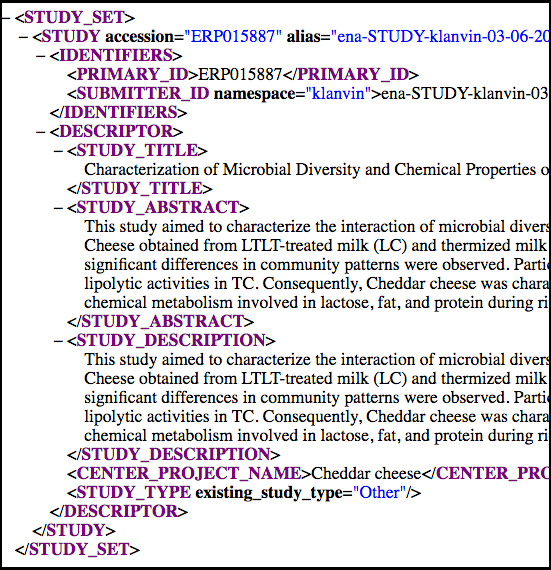 – <STUDY_SET>
– <STUDY accession="ERP015887" alias="ena-STUDY-klanvin-03-06-20
– <IDENTIFIERS>
<PRIMARY_ID>ERP015887</PRIMARY_ID>
<SUBMITTER_ID namespace="klanvin">ena-STUDY-klanvin-03
</IDENTIFIERS>
– <DESCRIPTOR>
– <STUDY_TITLE>
Characterization of Microbial Diversity and Chemical Properties o
</STUDY_TITLE>
– <STUDY_ABSTRACT>
This study aimed to characterize the interaction of microbial divers
Cheese obtained from LTLT-treated milk (LC) and thermized milk
significant differences in community patterns were observed. Parti
lipolytic activities in TC. Consequently, Cheddar cheese was chara
chemical metabolism involved in lactose, fat, and protein during ri
</STUDY_ABSTRACT>
– <STUDY_DESCRIPTION>
This study aimed to characterize the interaction of microbial divers
Cheese obtained from LTLT-treated milk (LC) and thermized milk
significant differences in community patterns were observed. Parti
lipolytic activities in TC. Consequently, Cheddar cheese was chara
chemical metabolism involved in lactose, fat, and protein during ri
</STUDY_DESCRIPTION>
<CENTER_PROJECT_NAME>Cheddar cheese</CENTER_PRO
<STUDY_TYPE existing_study_type="Other"/>
</DESCRIPTOR>
</STUDY>
</STUDY_SET>